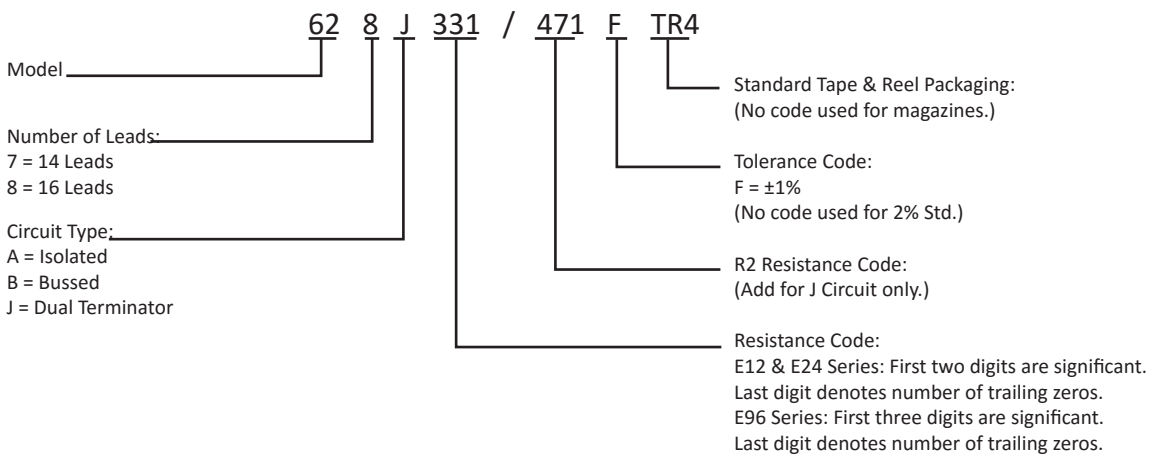 62 8 J 331 / 471 F TR4
Model
Number of Leads:
7 = 14 Leads
8 = 16 Leads
Circuit Type:
A = Isolated
B = Bussed
J = Dual Terminator
Standard Tape & Reel Packaging:
(No code used for magazines.)
Tolerance Code:
F = ±1%
(No code used for 2% Std.)
R2 Resistance Code:
(Add for J Circuit only.)
Resistance Code:
E12 & E24 Series: First two digits are significant.
Last digit denotes number of trailing zeros.
E96 Series: First three digits are significant.
Last digit denotes number of trailing zeros.